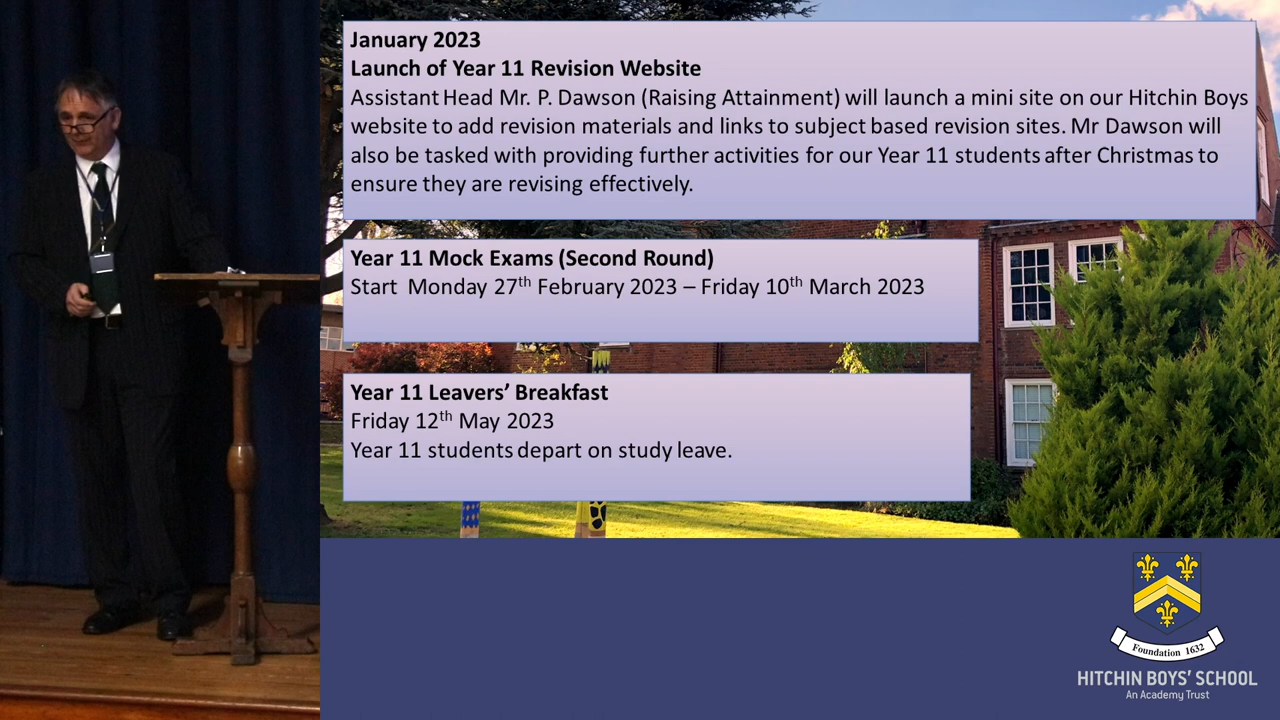 January 2023
Launch of Year 11 Revision Website
Assistant Head Mr. P. Dawson (Raising Attainment) will launch a mini site on our Hitchin Boys
website to add revision materials and links to subject based revision sites. Mr Dawson will
also be tasked with providing further activities for our Year 11 students after Christmas to
ensure they are revising effectively.
Year 11 Mock Exams (Second Round)
Start Monday 27th February 2023 – Friday 10th March 2023
Year 11 Leavers’ Breakfast
Friday 12th May 2023
Year 11 students depart on study leave.
Foundation 1632
HITCHIN BOYS’ SCHOOL
An Academy Trust